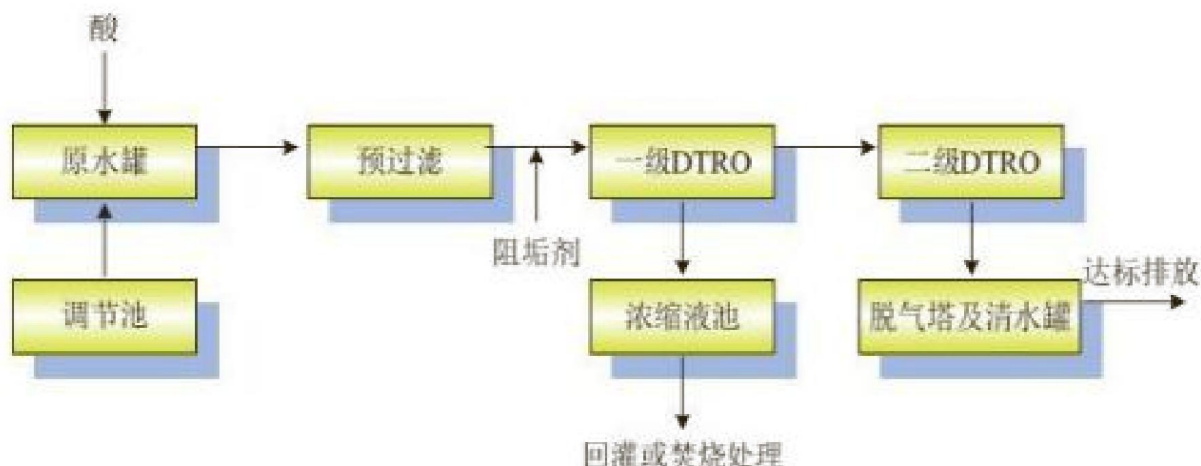 酸
原水罐
预过滤
一级DTRO
二级DTRO
阻垢剂
调节池
浓缩液池
脱气塔及清水罐
达标排放
回灌或焚烧处理